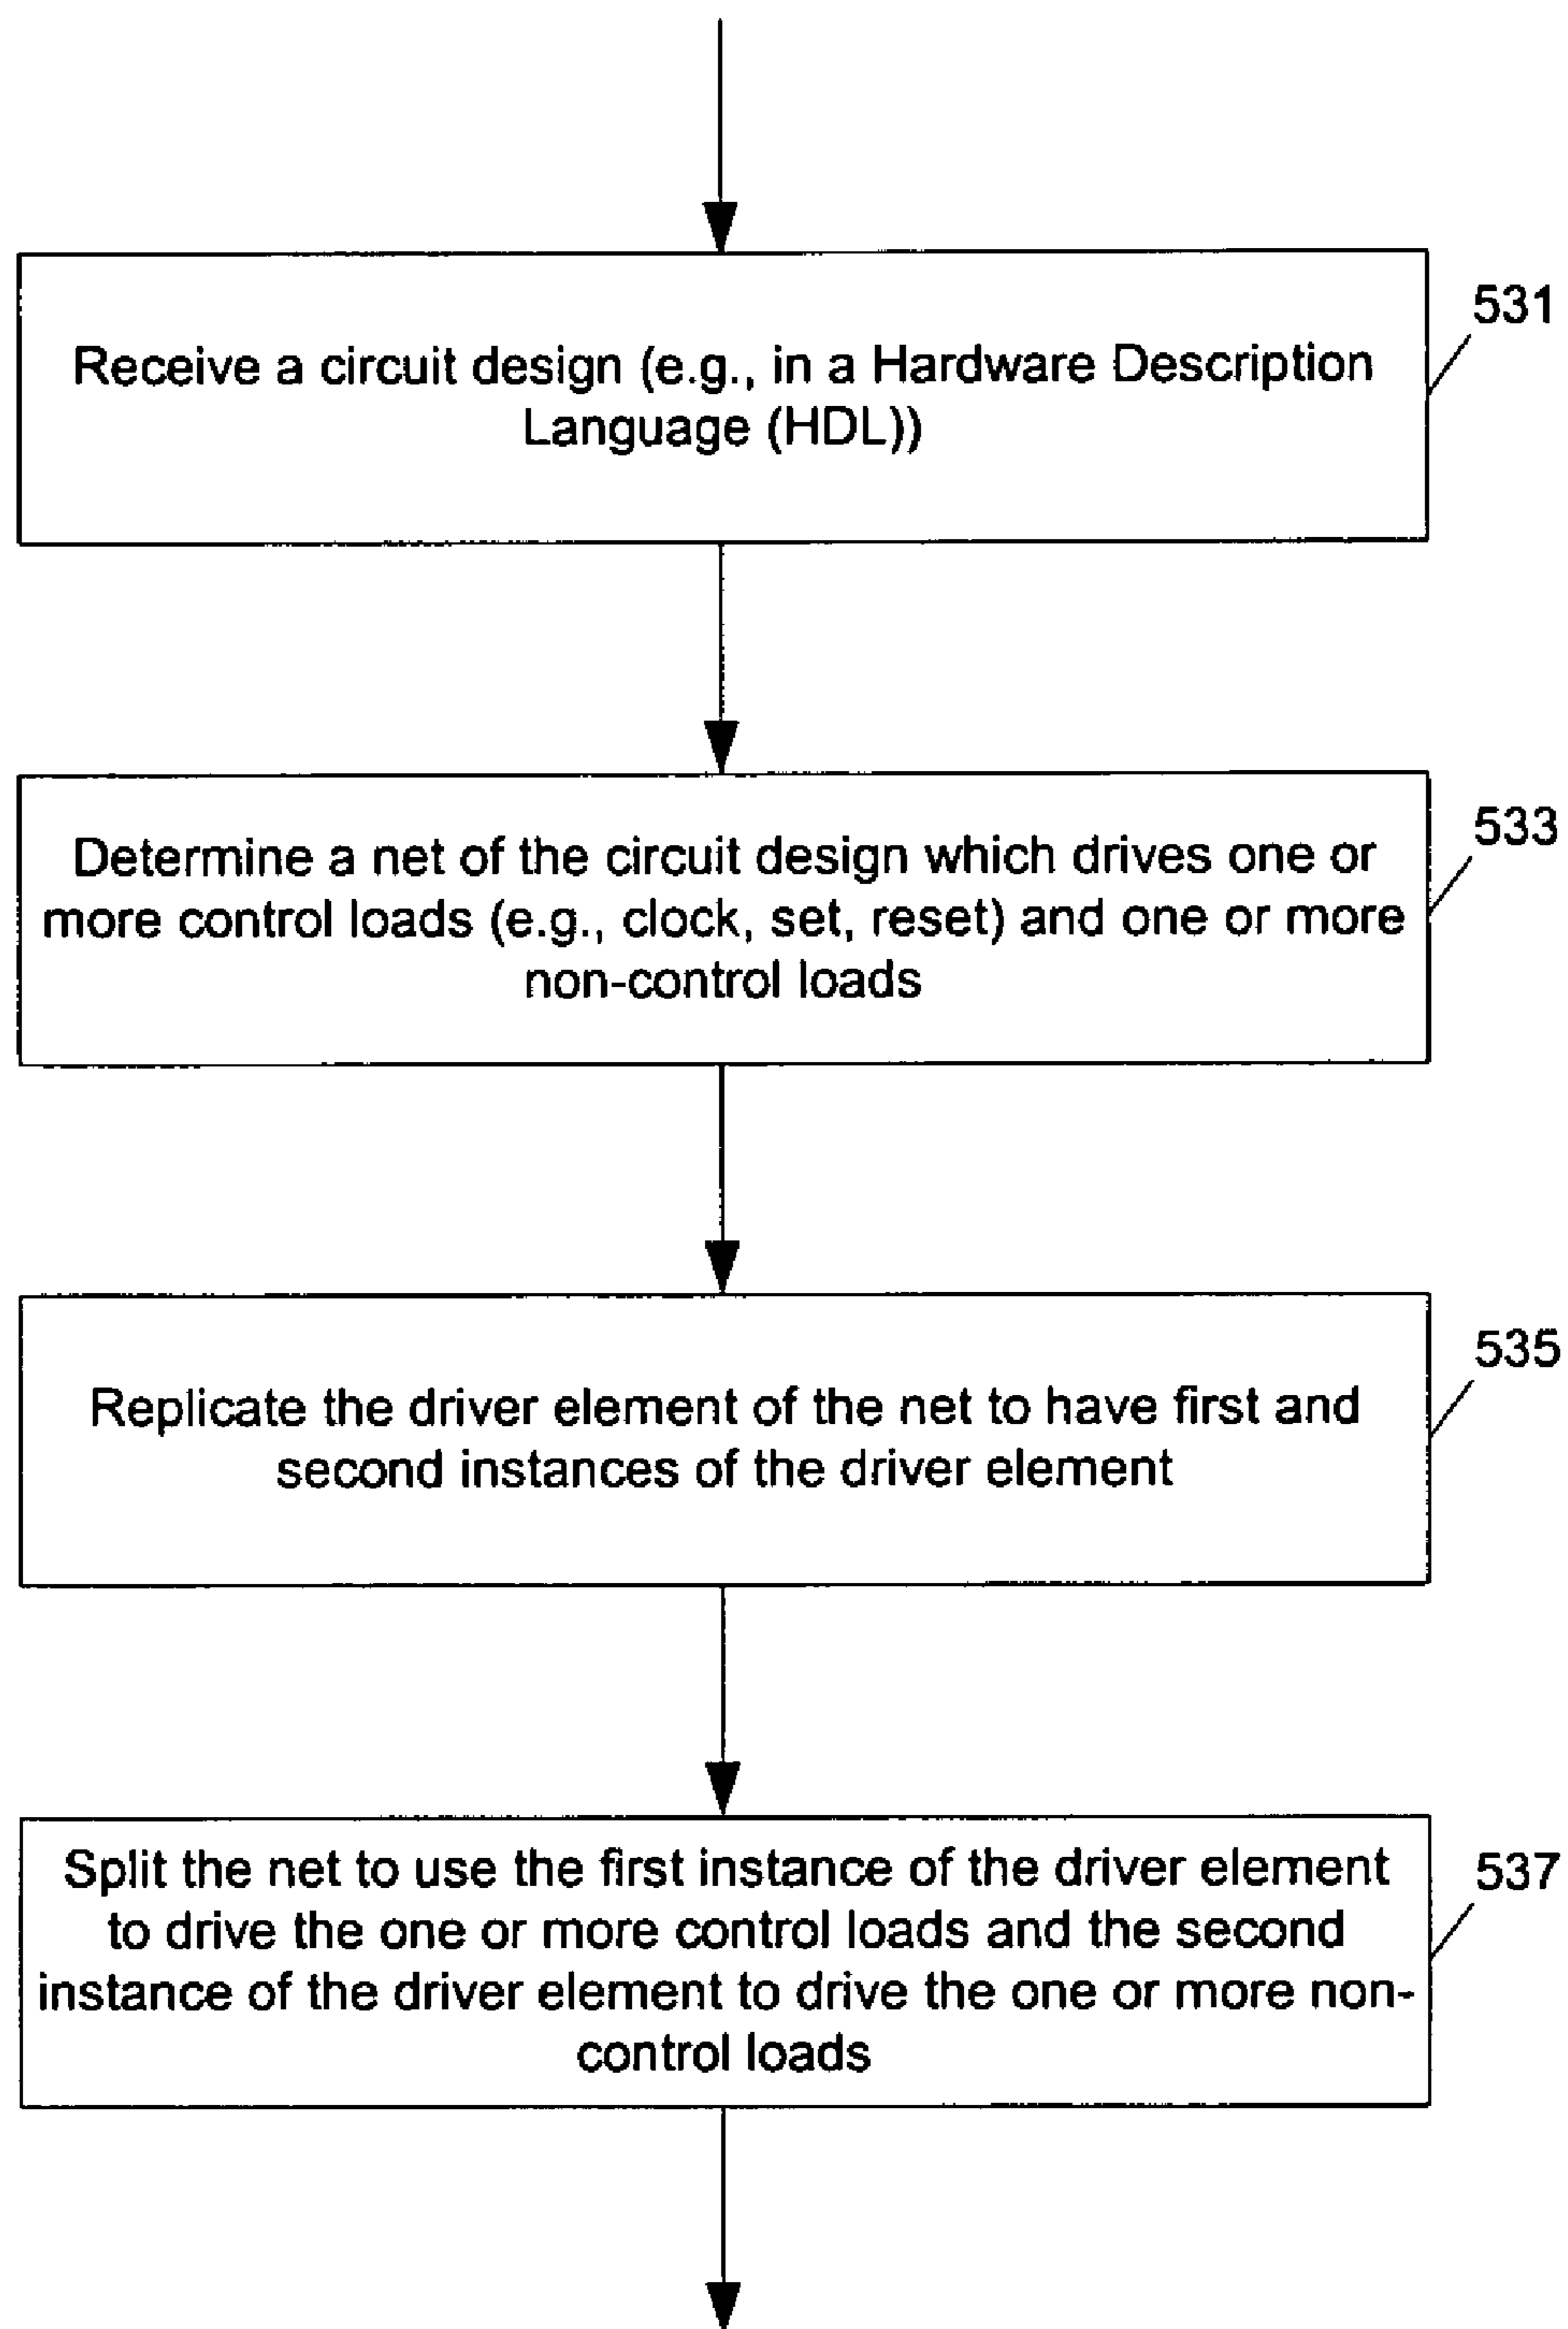 531
Receive a circuit design (e.g., in a Hardware Description
Language (HDL))
533
Determine a net of the circuit design which drives one or
more control loads (e.g., clock, set, reset) and one or more
non-control loads
535
Replicate the driver element of the net to have first and
second instances of the driver element
537
Split the net to use the first instance of the driver element
to drive the one or more control loads and the second
instance of the driver element to drive the one or more non-
control loads